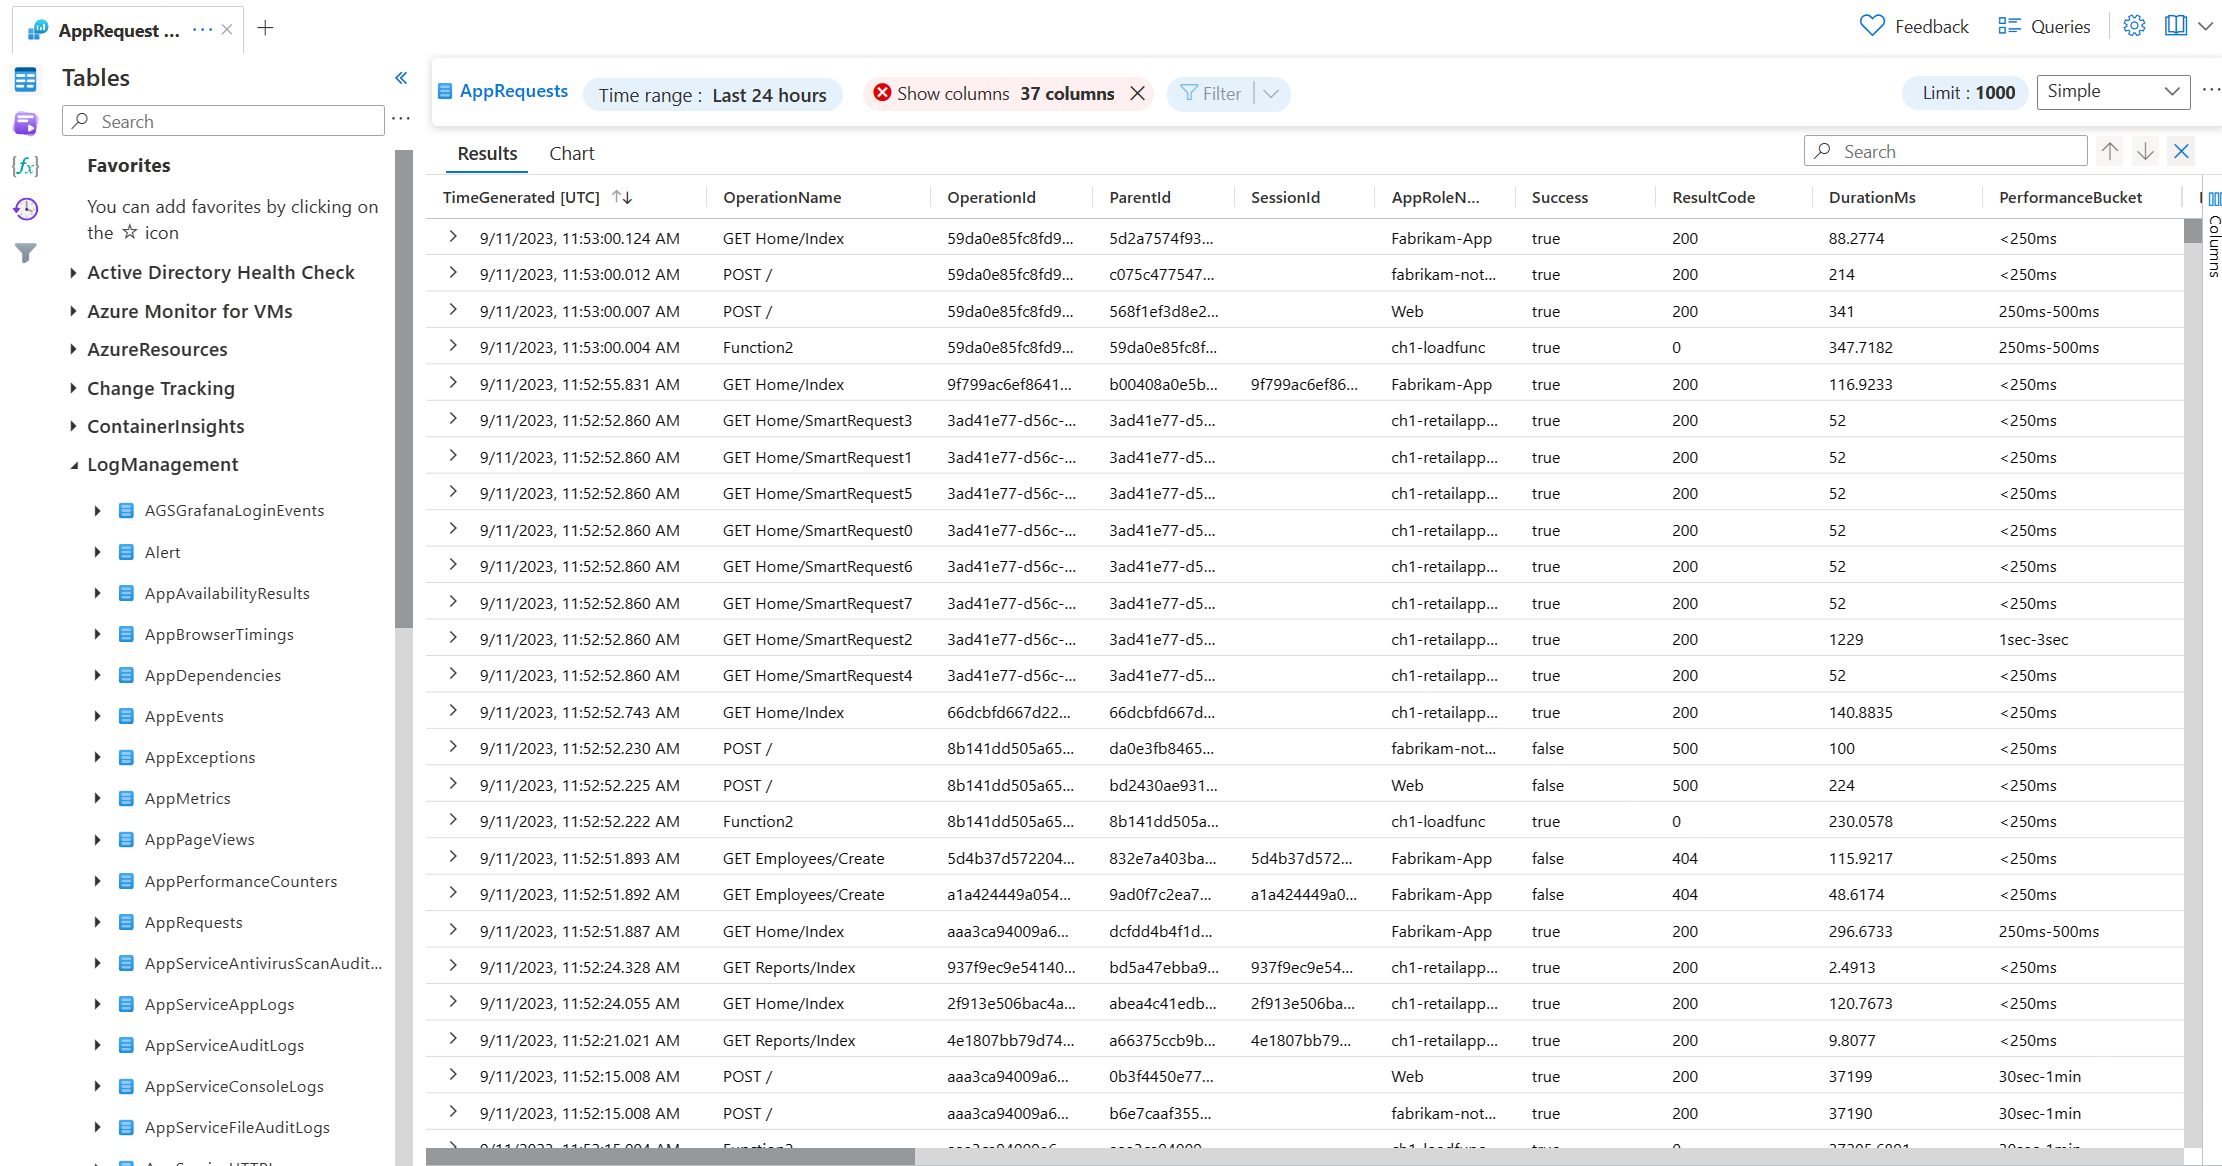 AppRequest ...
Feedback
Queries
Tables
Search
Favorites
You can add favorites by clicking on
the ☆ icon
Active Directory Health Check
Azure Monitor for VMs
AzureResources
Change Tracking
ContainerInsights
LogManagement
AGSGrafanaLoginEvents
Alert
AppAvailabilityResults
AppBrowserTimings
AppDependencies
AppEvents
AppExceptions
AppMetrics
AppPageViews
AppPerformanceCounters
AppRequests
AppServiceAntivirusScanAudit...
AppServiceAppLogs
AppServiceAuditLogs
AppServiceConsoleLogs
AppServiceFileAuditLogs
AppRequests
Time range : Last 24 hours
Show columns 37 columns
Filter
Limit : 1000
Simple
Results Chart
Search
TimeGenerated [UTC] OperationName OperationId ParentId SessionId AppRoleN... Success ResultCode DurationMs PerformanceBucket
9/11/2023, 11:53:00.124 AM GET Home/Index 59da0e85fc8fd9... 5d2a7574f93... Fabrikam-App true 200 88.2774 <250ms
9/11/2023, 11:53:00.012 AM POST / 59da0e85fc8fd9... c075c477547... fabrikam-not... true 200 214 <250ms
9/11/2023, 11:53:00.007 AM POST / 59da0e85fc8fd9... 568f1ef3d8e2... Web true 200 341 250ms-500ms
9/11/2023, 11:53:00.004 AM Function2 59da0e85fc8fd9... 59da0e85fc8f... ch1-loadfunc true 0 347.7182 250ms-500ms
9/11/2023, 11:52:55.831 AM GET Home/Index 9f799ac6ef8641... b00408a0e5b... 9f799ac6ef86... Fabrikam-App true 200 116.9233 <250ms
9/11/2023, 11:52:52.860 AM GET Home/SmartRequest3 3ad41e77-d56c-... 3ad41e77-d5... ch1-retailapp... true 200 52 <250ms
9/11/2023, 11:52:52.860 AM GET Home/SmartRequest1 3ad41e77-d56c-... 3ad41e77-d5... ch1-retailapp... true 200 52 <250ms
9/11/2023, 11:52:52.860 AM GET Home/SmartRequest5 3ad41e77-d56c-... 3ad41e77-d5... ch1-retailapp... true 200 52 <250ms
9/11/2023, 11:52:52.860 AM GET Home/SmartRequest0 3ad41e77-d56c-... 3ad41e77-d5... ch1-retailapp... true 200 52 <250ms
9/11/2023, 11:52:52.860 AM GET Home/SmartRequest6 3ad41e77-d56c-... 3ad41e77-d5... ch1-retailapp... true 200 52 <250ms
9/11/2023, 11:52:52.860 AM GET Home/SmartRequest7 3ad41e77-d56c-... 3ad41e77-d5... ch1-retailapp... true 200 52 <250ms
9/11/2023, 11:52:52.860 AM GET Home/SmartRequest2 3ad41e77-d56c-... 3ad41e77-d5... ch1-retailapp... true 200 1229 1sec-3sec
9/11/2023, 11:52:52.860 AM GET Home/SmartRequest4 3ad41e77-d56c-... 3ad41e77-d5... ch1-retailapp... true 200 52 <250ms
9/11/2023, 11:52:52.743 AM GET Home/Index 66dcbfd667d22... 66dcbfd667d... ch1-retailapp... true 200 140.8835 <250ms
9/11/2023, 11:52:52.230 AM POST / 8b141dd505a65... da0e3fb8465... fabrikam-not... false 500 100 <250ms
9/11/2023, 11:52:52.225 AM POST / 8b141dd505a65... bd2430ae931... Web false 500 224 <250ms
9/11/2023, 11:52:52.222 AM Function2 8b141dd505a65... 8b141dd505a... ch1-loadfunc true 0 230.0578 <250ms
9/11/2023, 11:52:51.893 AM GET Employees/Create 5d4b37d572204... 832e7a403ba... 5d4b37d572... Fabrikam-App false 404 115.9217 <250ms
9/11/2023, 11:52:51.892 AM GET Employees/Create a1a424449a054... 9ad0f7c2ea7... a1a424449a0... Fabrikam-App false 404 48.6174 <250ms
9/11/2023, 11:52:51.887 AM GET Home/Index aaa3ca94009a6... dcfdd4b4f1d... Fabrikam-App true 200 296.6733 250ms-500ms
9/11/2023, 11:52:24.328 AM GET Reports/Index 937f9ec9e54140... bd5a47ebba9... 937f9ec9e54... ch1-retailapp... true 200 2.4913 <250ms
9/11/2023, 11:52:24.055 AM GET Home/Index 2f913e506bac4a... abea4c41edb... 2f913e506ba... ch1-retailapp... true 200 120.7673 <250ms
9/11/2023, 11:52:21.021 AM GET Reports/Index 4e1807bb79d74... a66375ccb9b... 4e1807bb79... ch1-retailapp... true 200 9.8077 <250ms
9/11/2023, 11:52:15.008 AM POST / aaa3ca94009a6... 0b3f4450e77... Web true 200 37199 30sec-1min
9/11/2023, 11:52:15.008 AM POST / aaa3ca94009a6... b6e7caaf355... fabrikam-not... true 200 37190 30sec-1min
Columns